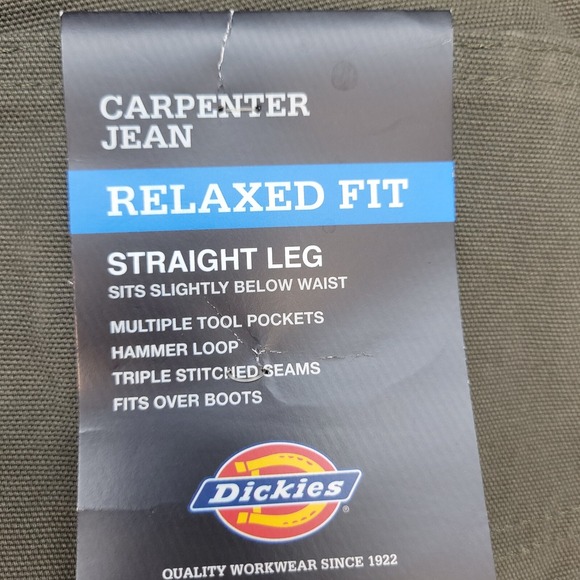 CARPENTER
JEAN
RELAXED FIT
STRAIGHT LEG
SITS SLIGHTLY BELOW WAIST
MULTIPLE TOOL POCKETS
HAMMER LOOP
TRIPLE STITCHED SEAMS
FITS OVER BOOTS
Dickies®
QUALITY WORKWEAR SINCE 1922